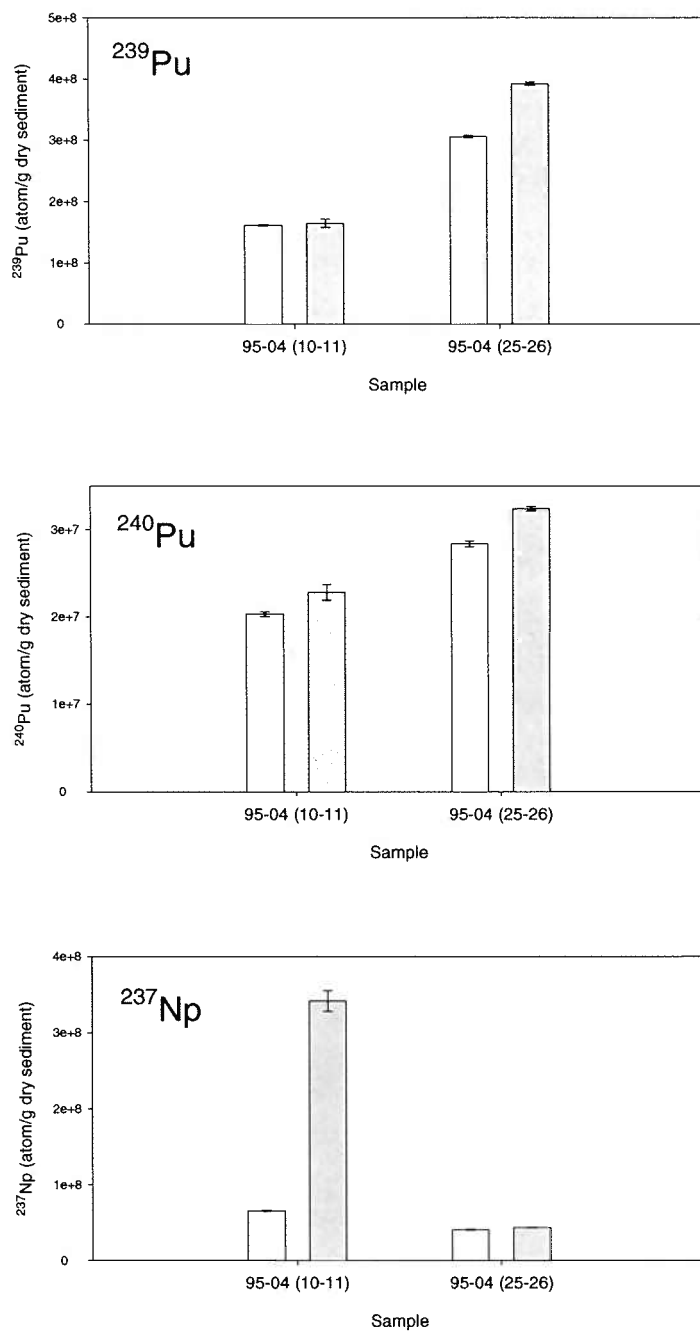 5e+8
²³⁹Pu
4e+8
3e+8
2e+8
1e+8
0
²³⁹Pu (atom/g dry sediment)
95-04 (10-11) 95-04 (25-26)
Sample
²⁴⁰Pu
3e+7
2e+7
1e+7
0
²⁴⁰Pu (atom/g dry sediment)
95-04 (10-11) 95-04 (25-26)
Sample
4e+8
²³⁷Np
3e+8
2e+8
1e+8
0
²³⁷Np (atom/g dry sediment)
95-04 (10-11) 95-04 (25-26)
Sample